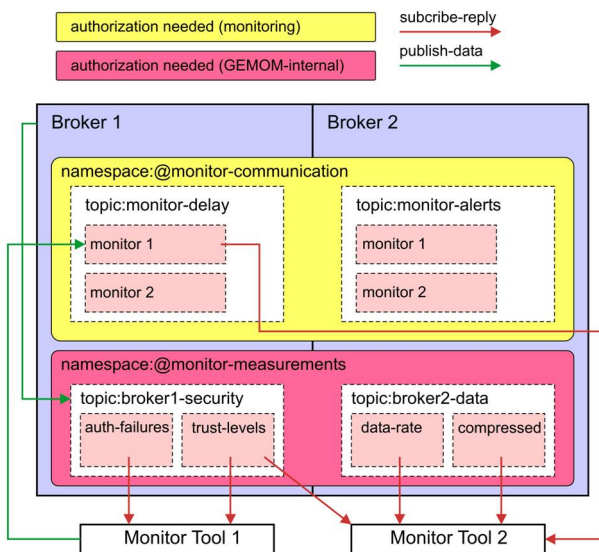 authorization needed (monitoring)
subcribe-reply
authorization needed (GEMOM-internal)
publish-data
Broker 1
Broker 2
namespace:@monitor-communication
topic:monitor-delay
topic:monitor-alerts
monitor 1
monitor 1
monitor 2
monitor 2
namespace:@monitor-measurements
topic:broker1-security
topic:broker2-data
auth-failures
trust-levels
data-rate
compressed
Monitor Tool 1
Monitor Tool 2